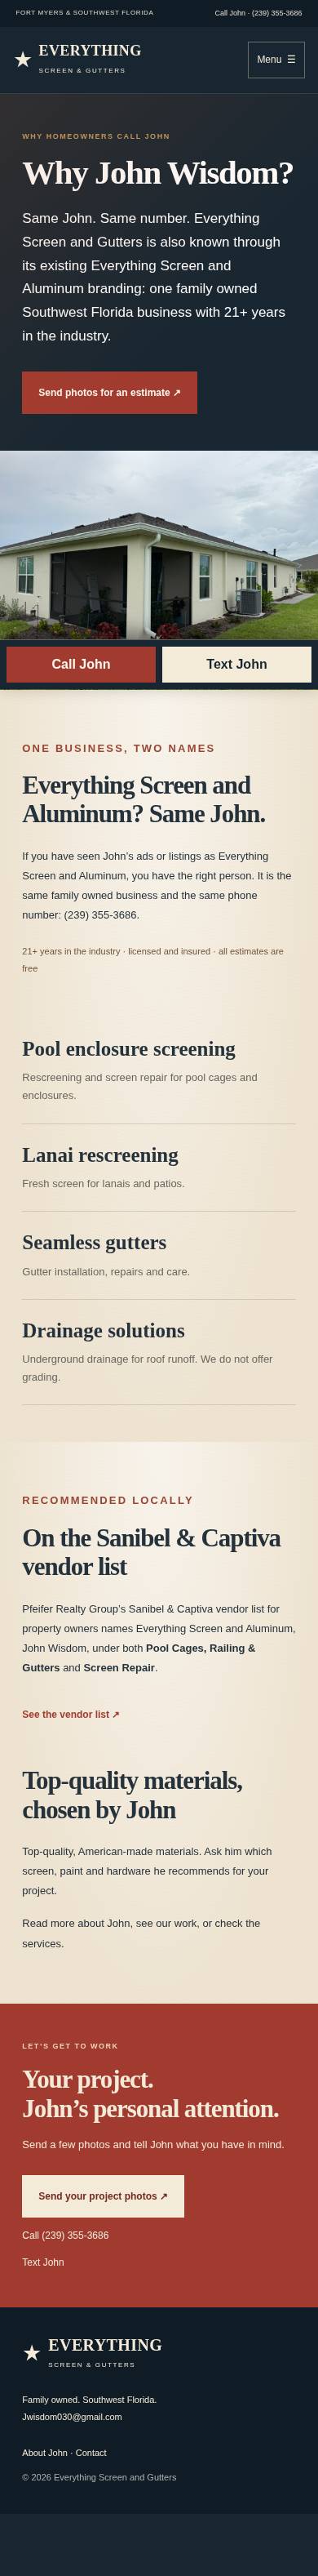 FORT MYERS & SOUTHWEST FLORIDA
Call John · (239) 355-3686
★ EVERYTHING
SCREEN & GUTTERS
Menu ☰
WHY HOMEOWNERS CALL JOHN
Why John Wisdom?
Same John. Same number. Everything
Screen and Gutters is also known through
its existing Everything Screen and
Aluminum branding: one family owned
Southwest Florida business with 21+ years
in the industry.
Send photos for an estimate ↗
Call John
Text John
ONE BUSINESS, TWO NAMES
Everything Screen and
Aluminum? Same John.
If you have seen John’s ads or listings as Everything
Screen and Aluminum, you have the right person. It is the
same family owned business and the same phone
number: (239) 355-3686.
21+ years in the industry · licensed and insured · all estimates are
free
Pool enclosure screening
Rescreening and screen repair for pool cages and
enclosures.
Lanai rescreening
Fresh screen for lanais and patios.
Seamless gutters
Gutter installation, repairs and care.
Drainage solutions
Underground drainage for roof runoff. We do not offer
grading.
RECOMMENDED LOCALLY
On the Sanibel & Captiva
vendor list
Pfeifer Realty Group’s Sanibel & Captiva vendor list for
property owners names Everything Screen and Aluminum,
John Wisdom, under both Pool Cages, Railing &
Gutters and Screen Repair.
See the vendor list ↗
Top-quality materials,
chosen by John
Top-quality, American-made materials. Ask him which
screen, paint and hardware he recommends for your
project.
Read more about John, see our work, or check the
services.
LET’S GET TO WORK
Your project.
John’s personal attention.
Send a few photos and tell John what you have in mind.
Send your project photos ↗
Call (239) 355-3686
Text John
★ EVERYTHING
SCREEN & GUTTERS
Family owned. Southwest Florida.
Jwisdom030@gmail.com
About John · Contact
© 2026 Everything Screen and Gutters